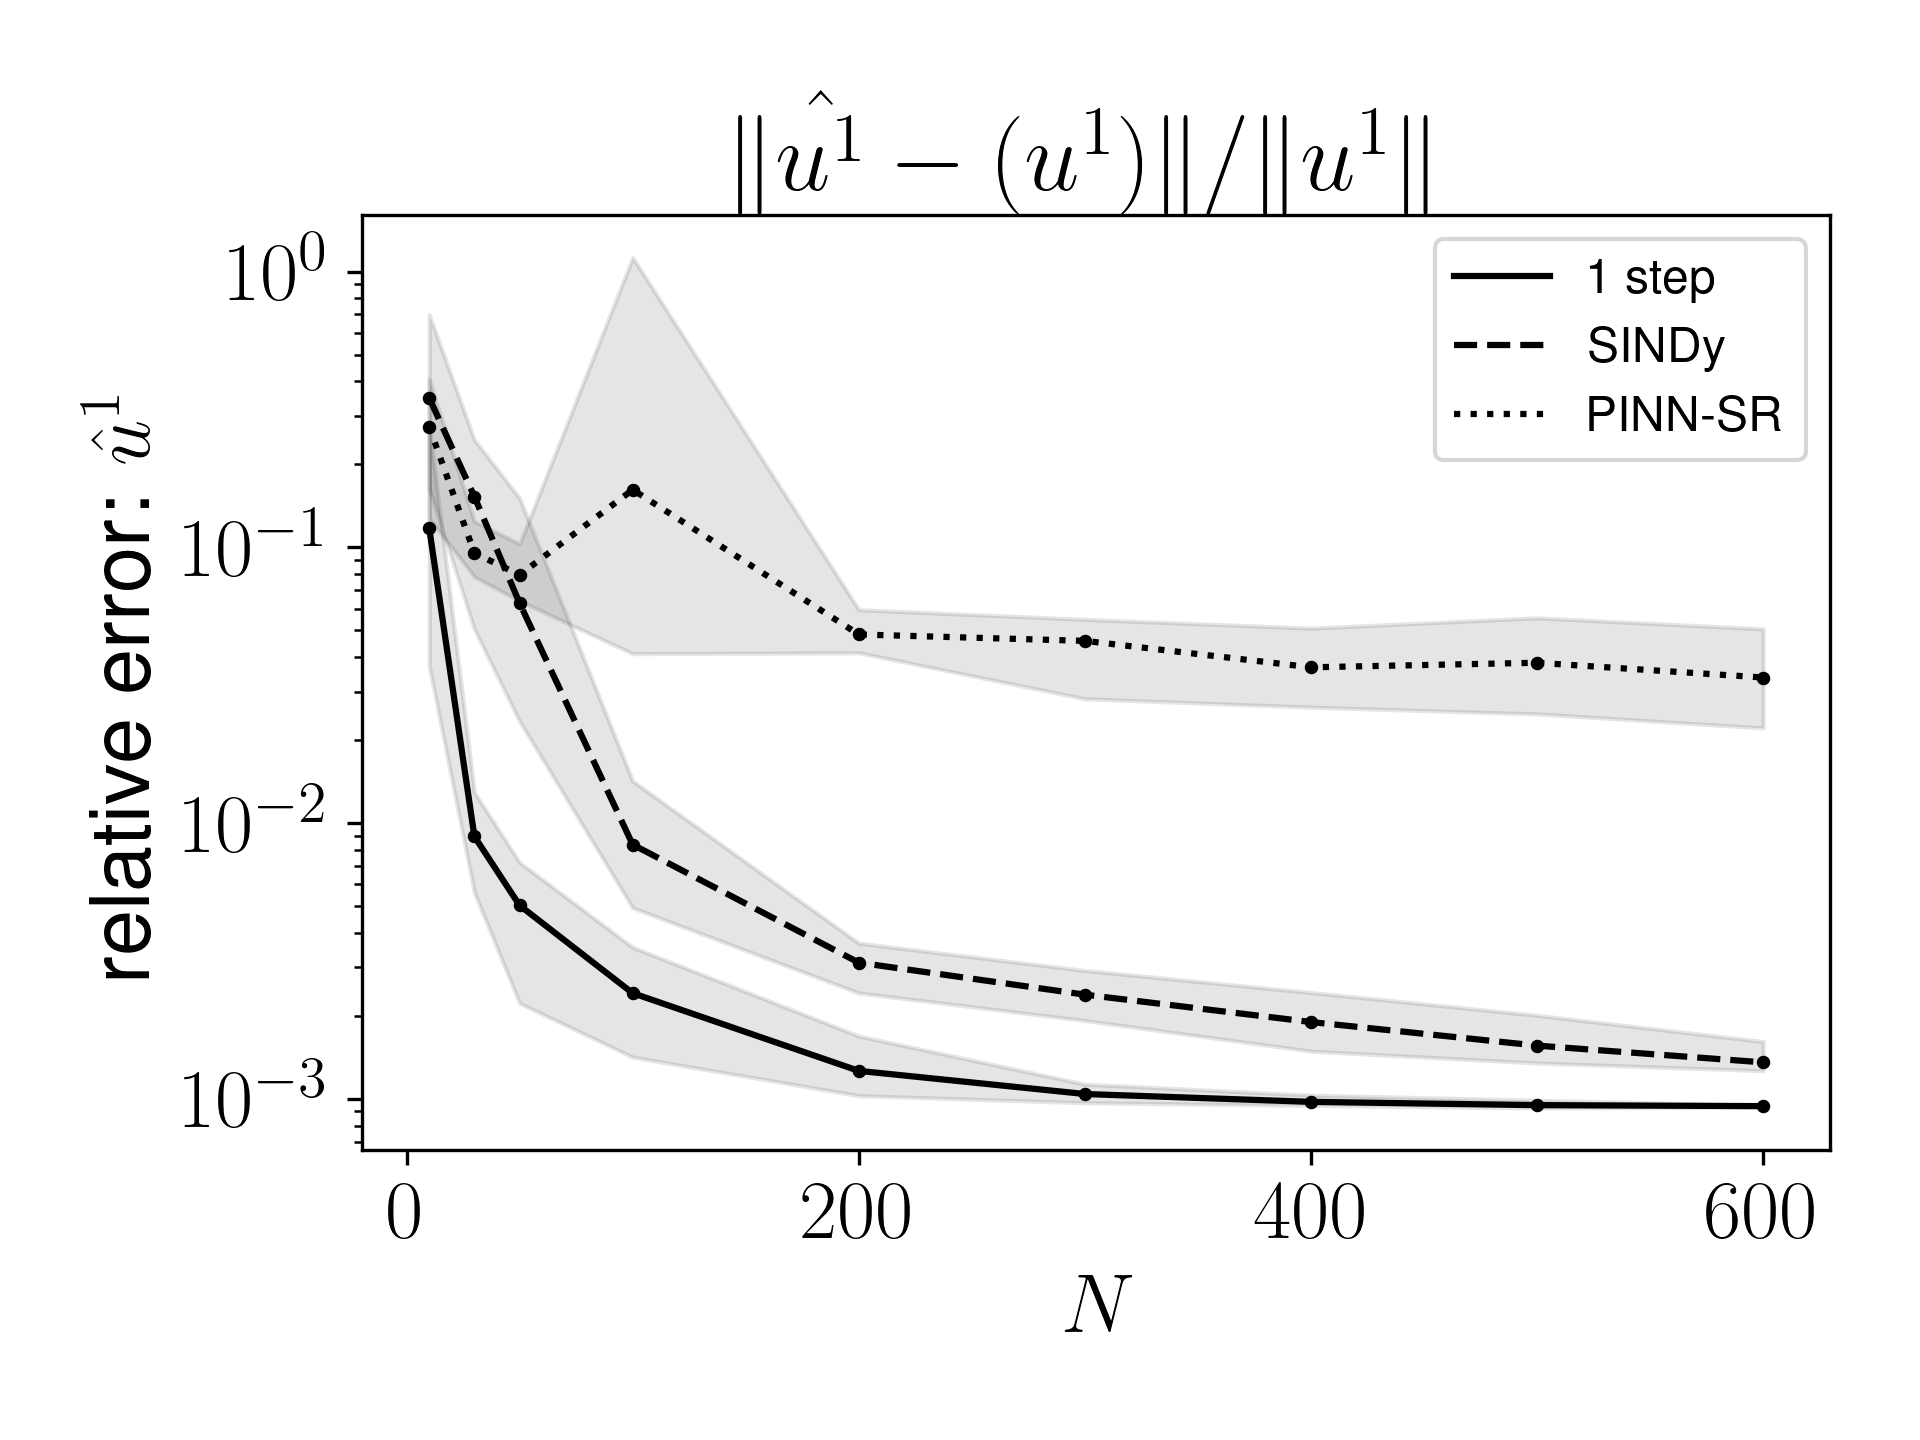 ‖û¹ − (u¹)‖/‖u¹‖
relative error: û¹
10⁰
10⁻¹
10⁻²
10⁻³
1 step
SINDy
PINN-SR
0 200 400 600
N